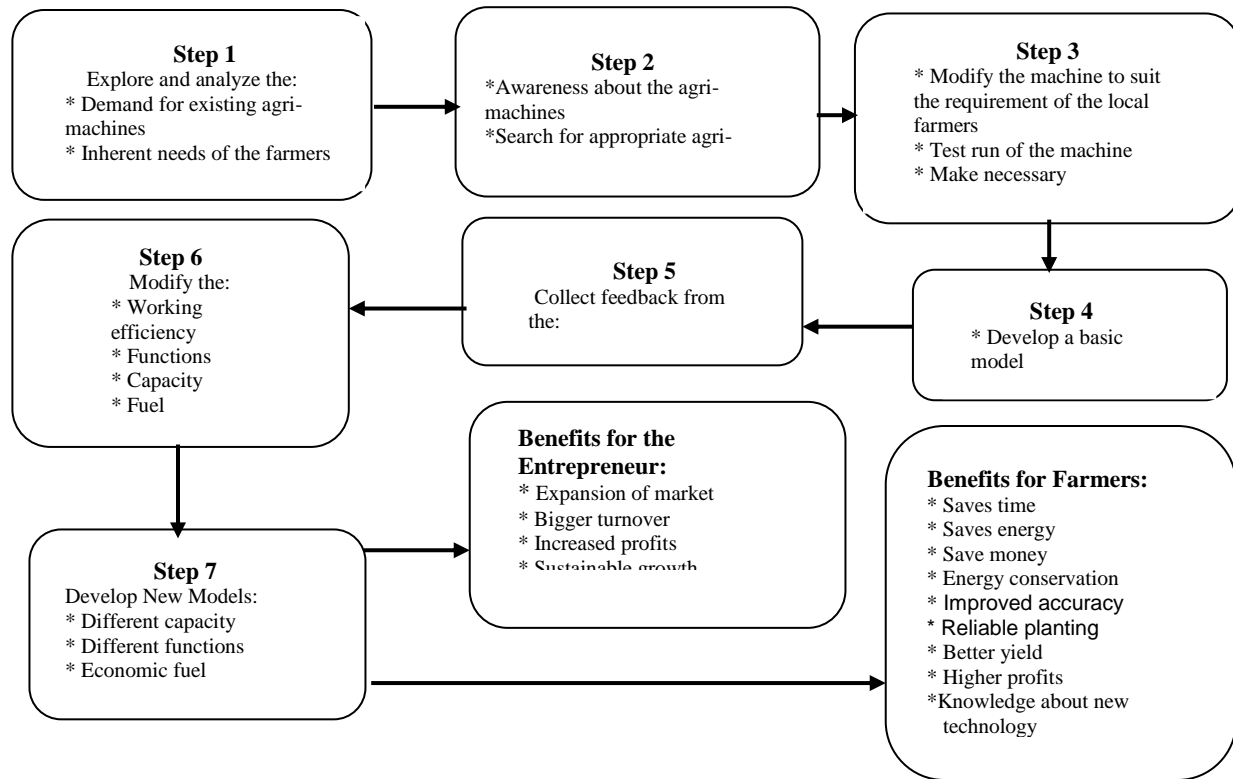 Step 1
Explore and analyze the:
* Demand for existing agri-
machines
* Inherent needs of the farmers
Step 2
*Awareness about the agri-
machines
*Search for appropriate agri-
Step 3
* Modify the machine to suit
the requirement of the local
farmers
* Test run of the machine
* Make necessary
Step 4
* Develop a basic
model
Step 5
Collect feedback from
the:
Step 6
Modify the:
* Working
efficiency
* Functions
* Capacity
* Fuel
Step 7
Develop New Models:
* Different capacity
* Different functions
* Economic fuel
Benefits for the
Entrepreneur:
* Expansion of market
* Bigger turnover
* Increased profits
* Sustainable growth
Benefits for Farmers:
* Saves time
* Saves energy
* Save money
* Energy conservation
* Improved accuracy
* Reliable planting
* Better yield
* Higher profits
*Knowledge about new
technology